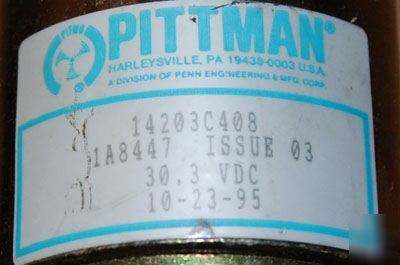 PITMO
PITTMAN®
HARLEYSVILLE, PA 19438-0003 U.S.A.
A DIVISION OF PENN ENGINEERING & MFG. CORP.
14203C408
1A8447 ISSUE 03
30.3 VDC
10-23-95